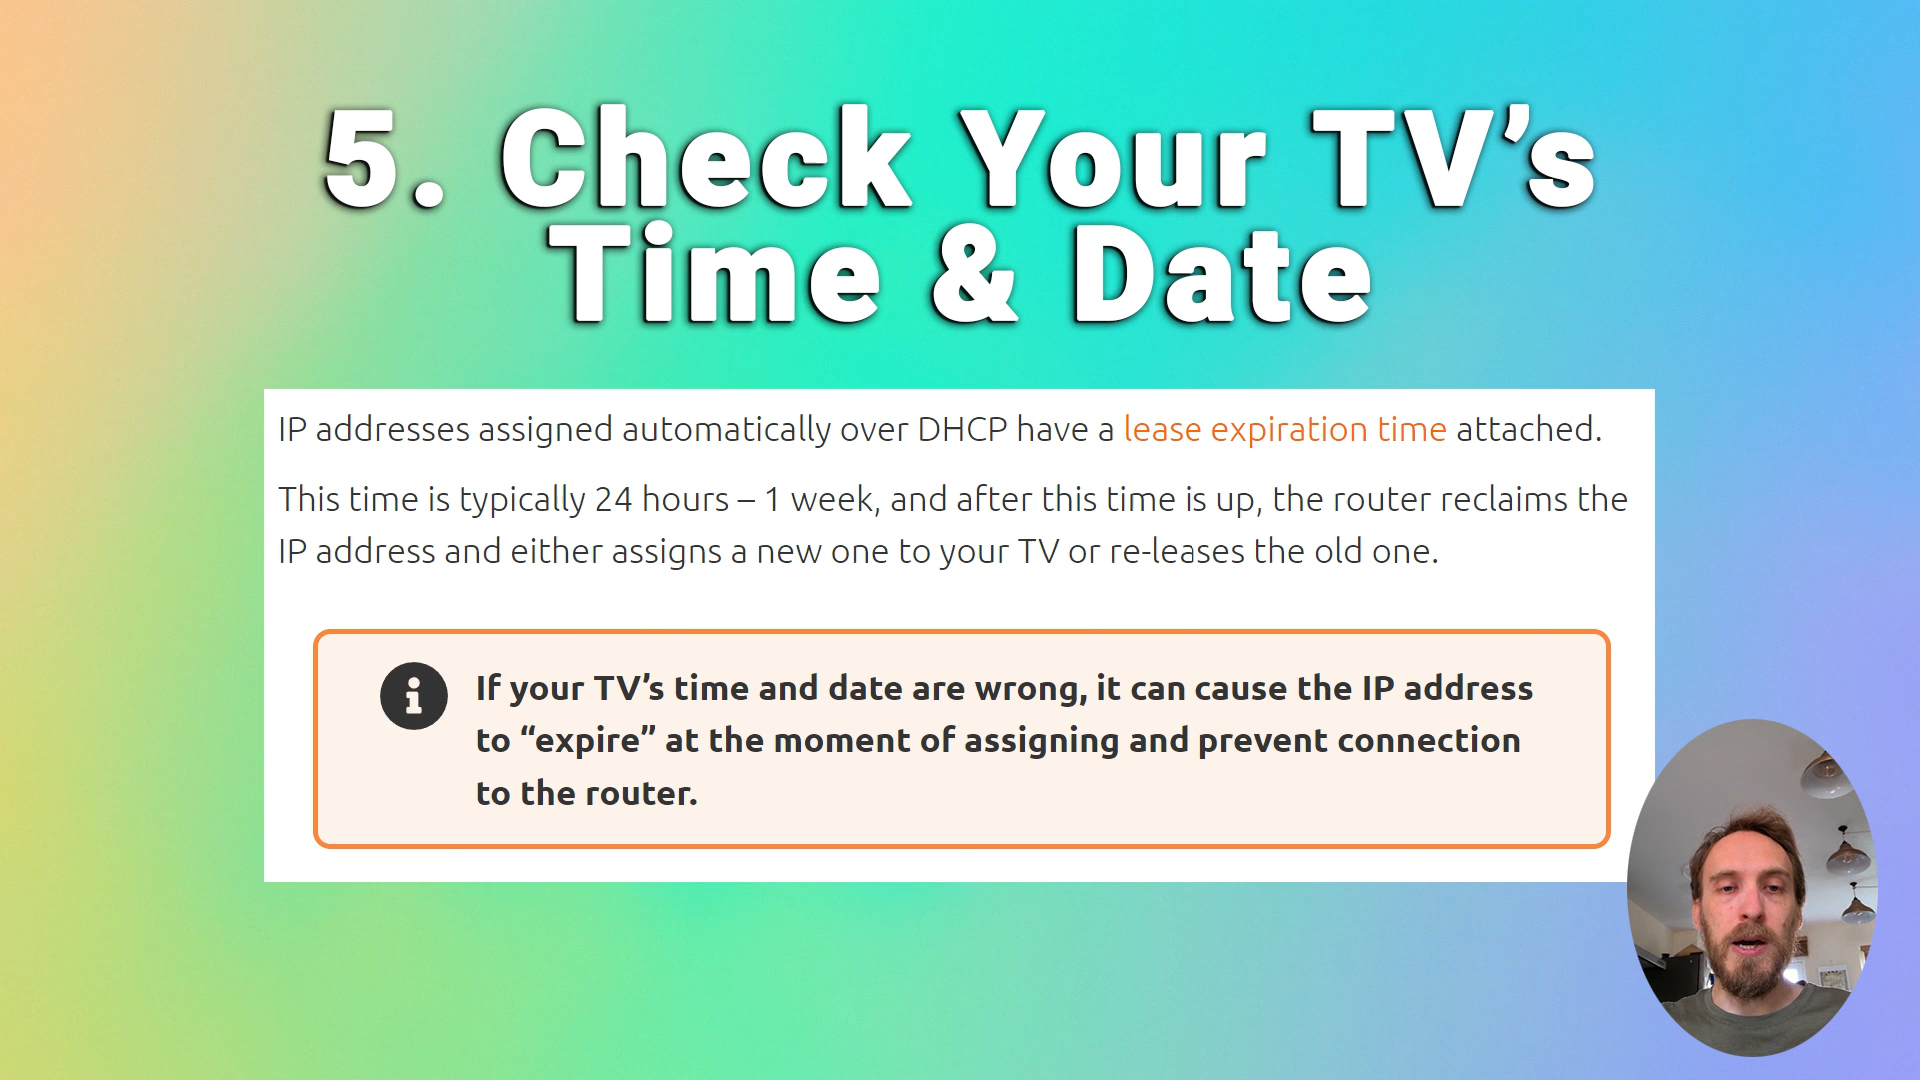 5. Check Your TV’s
Time & Date
IP addresses assigned automatically over DHCP have a lease expiration time attached.
This time is typically 24 hours – 1 week, and after this time is up, the router reclaims the
IP address and either assigns a new one to your TV or re-leases the old one.
If your TV’s time and date are wrong, it can cause the IP address
to “expire” at the moment of assigning and prevent connection
to the router.